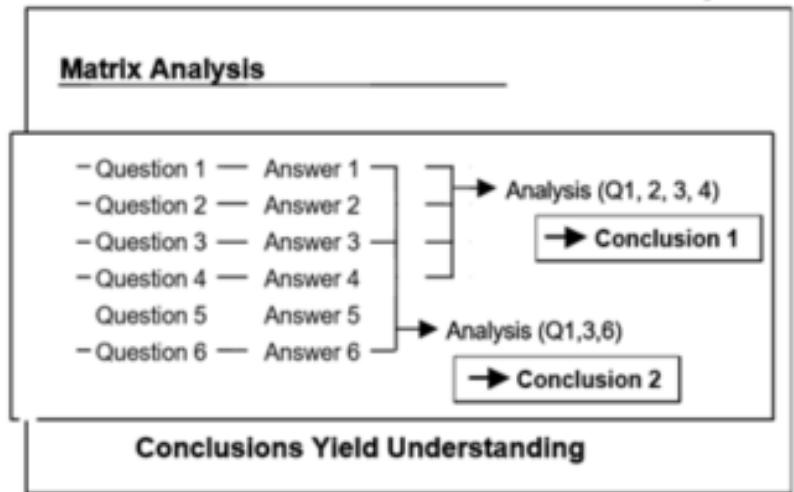 Matrix Analysis
Question 1 Answer 1
Analysis (Q1, 2, 3, 4)
Question 2 Answer 2
Question 3 Answer 3
Conclusion 1
Question 4 Answer 4
Question 5 Answer 5
Analysis (Q1,3,6)
Question 6 Answer 6
Conclusion 2
Conclusions Yield Understanding